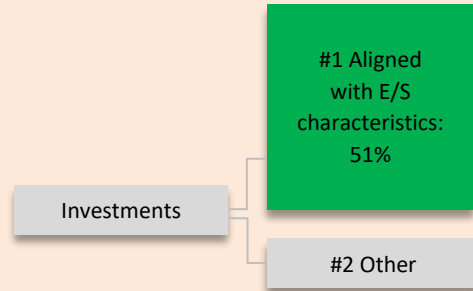 #1 Aligned
with E/S
characteristics:
51%
Investments
#2 Other